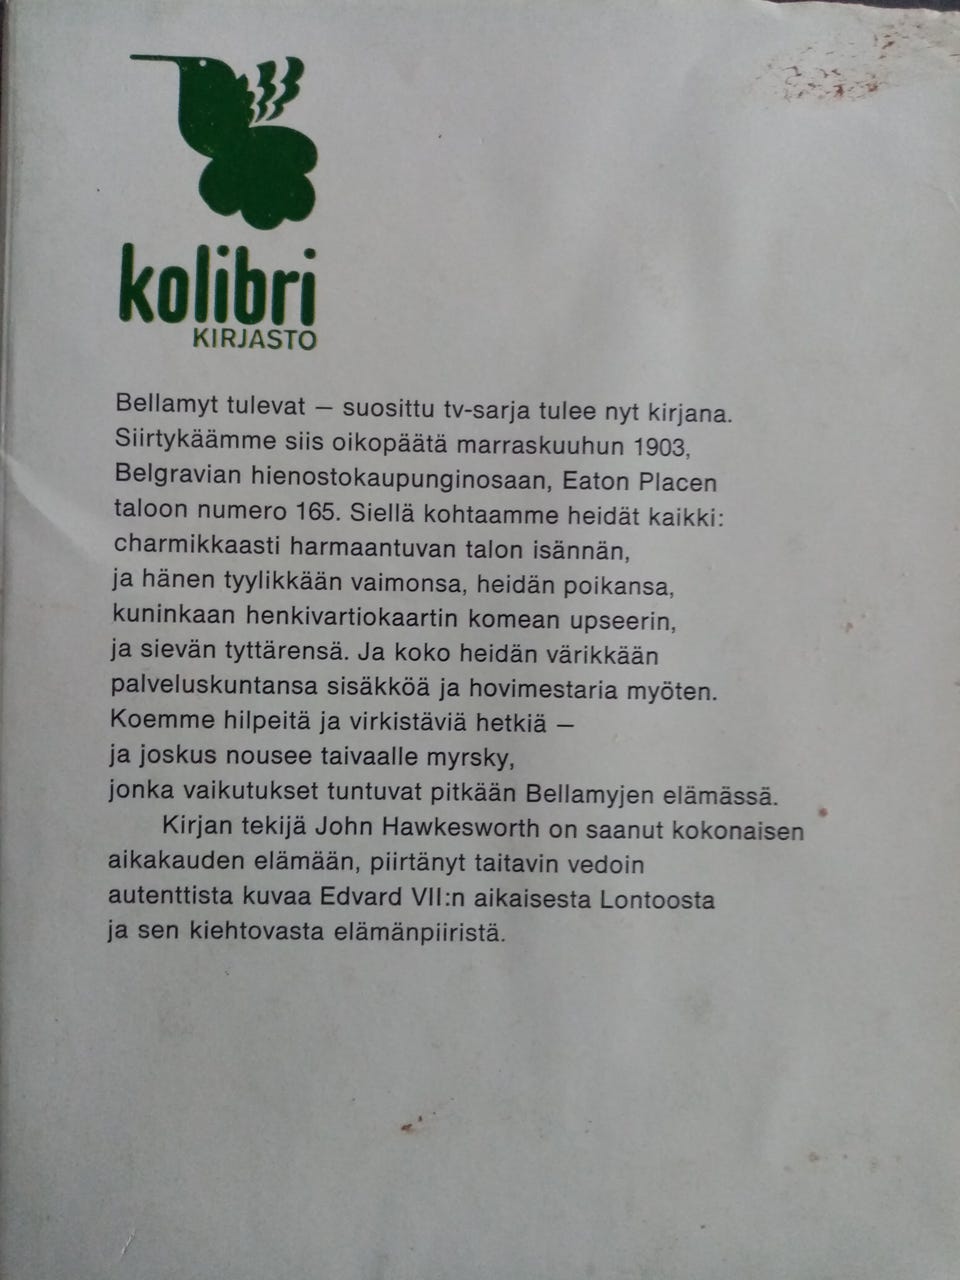 kolibri
KIRJASTO
Bellamyt tulevat — suosittu tv-sarja tulee nyt kirjana.
Siirtykäämme siis oikopäätä marraskuuhun 1903,
Belgravian hienostokaupunginosaan, Eaton Placen
taloon numero 165. Siellä kohtaamme heidät kaikki:
charmikkaasti harmaantuvan talon isännän,
ja hänen tyylikkään vaimonsa, heidän poikansa,
kuninkaan henkivartiokaartin komean upseerin,
ja sievän tyttärensä. Ja koko heidän värikkään
palveluskuntansa sisäkköä ja hovimestaria myöten.
Koemme hilpeitä ja virkistäviä hetkiä —
ja joskus nousee taivaalle myrsky,
jonka vaikutukset tuntuvat pitkään Bellamyjen elämässä.
Kirjan tekijä John Hawkesworth on saanut kokonaisen
aikakauden elämään, piirtänyt taitavin vedoin
autenttista kuvaa Edvard VII:n aikaisesta Lontoosta
ja sen kiehtovasta elämänpiiristä.